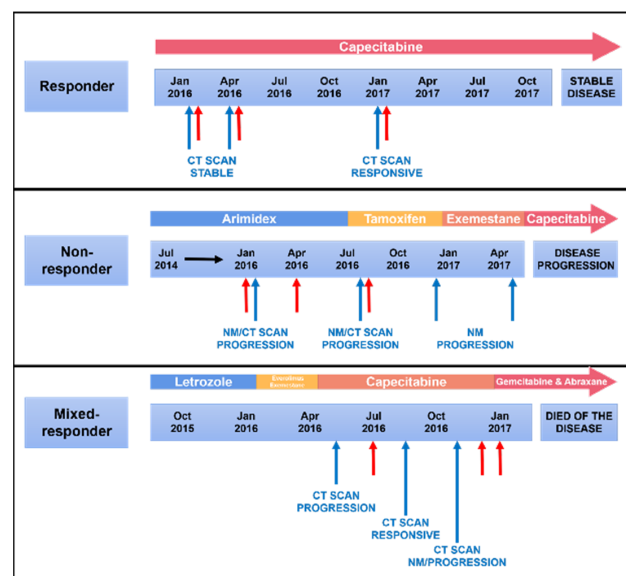 Capecitabine
Responder
Jan Apr Jul Oct Jan Apr Jul Oct
2016 2016 2016 2016 2017 2017 2017 2017
STABLE
DISEASE
CT SCAN
STABLE
CT SCAN
RESPONSIVE
Arimidex Tamoxifen Exemestane Capecitabine
Non-
responder
Jul Jan Apr Jul Oct Jan Apr
2014 2016 2016 2016 2016 2017 2017
DISEASE
PROGRESSION
NM/CT SCAN
PROGRESSION
NM/CT SCAN
PROGRESSION
NM
PROGRESSION
Letrozole Everolimus Capecitabine Gemcitabine & Abraxane
Exemestane
Mixed-
responder
Oct Jan Apr Jul Oct Jan
2015 2016 2016 2016 2016 2017
DIED OF THE
DISEASE
CT SCAN
PROGRESSION
CT SCAN
RESPONSIVE
CT SCAN
NM/PROGRESSION